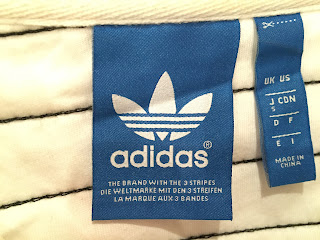 adidas®
THE BRAND WITH THE 3 STRIPES
DIE WELTMARKE MIT DEN 3 STREIFEN
LA MARQUE AUX 3 BANDES
UK US
J CDN
S
D F
E I
MADE IN
CHINA